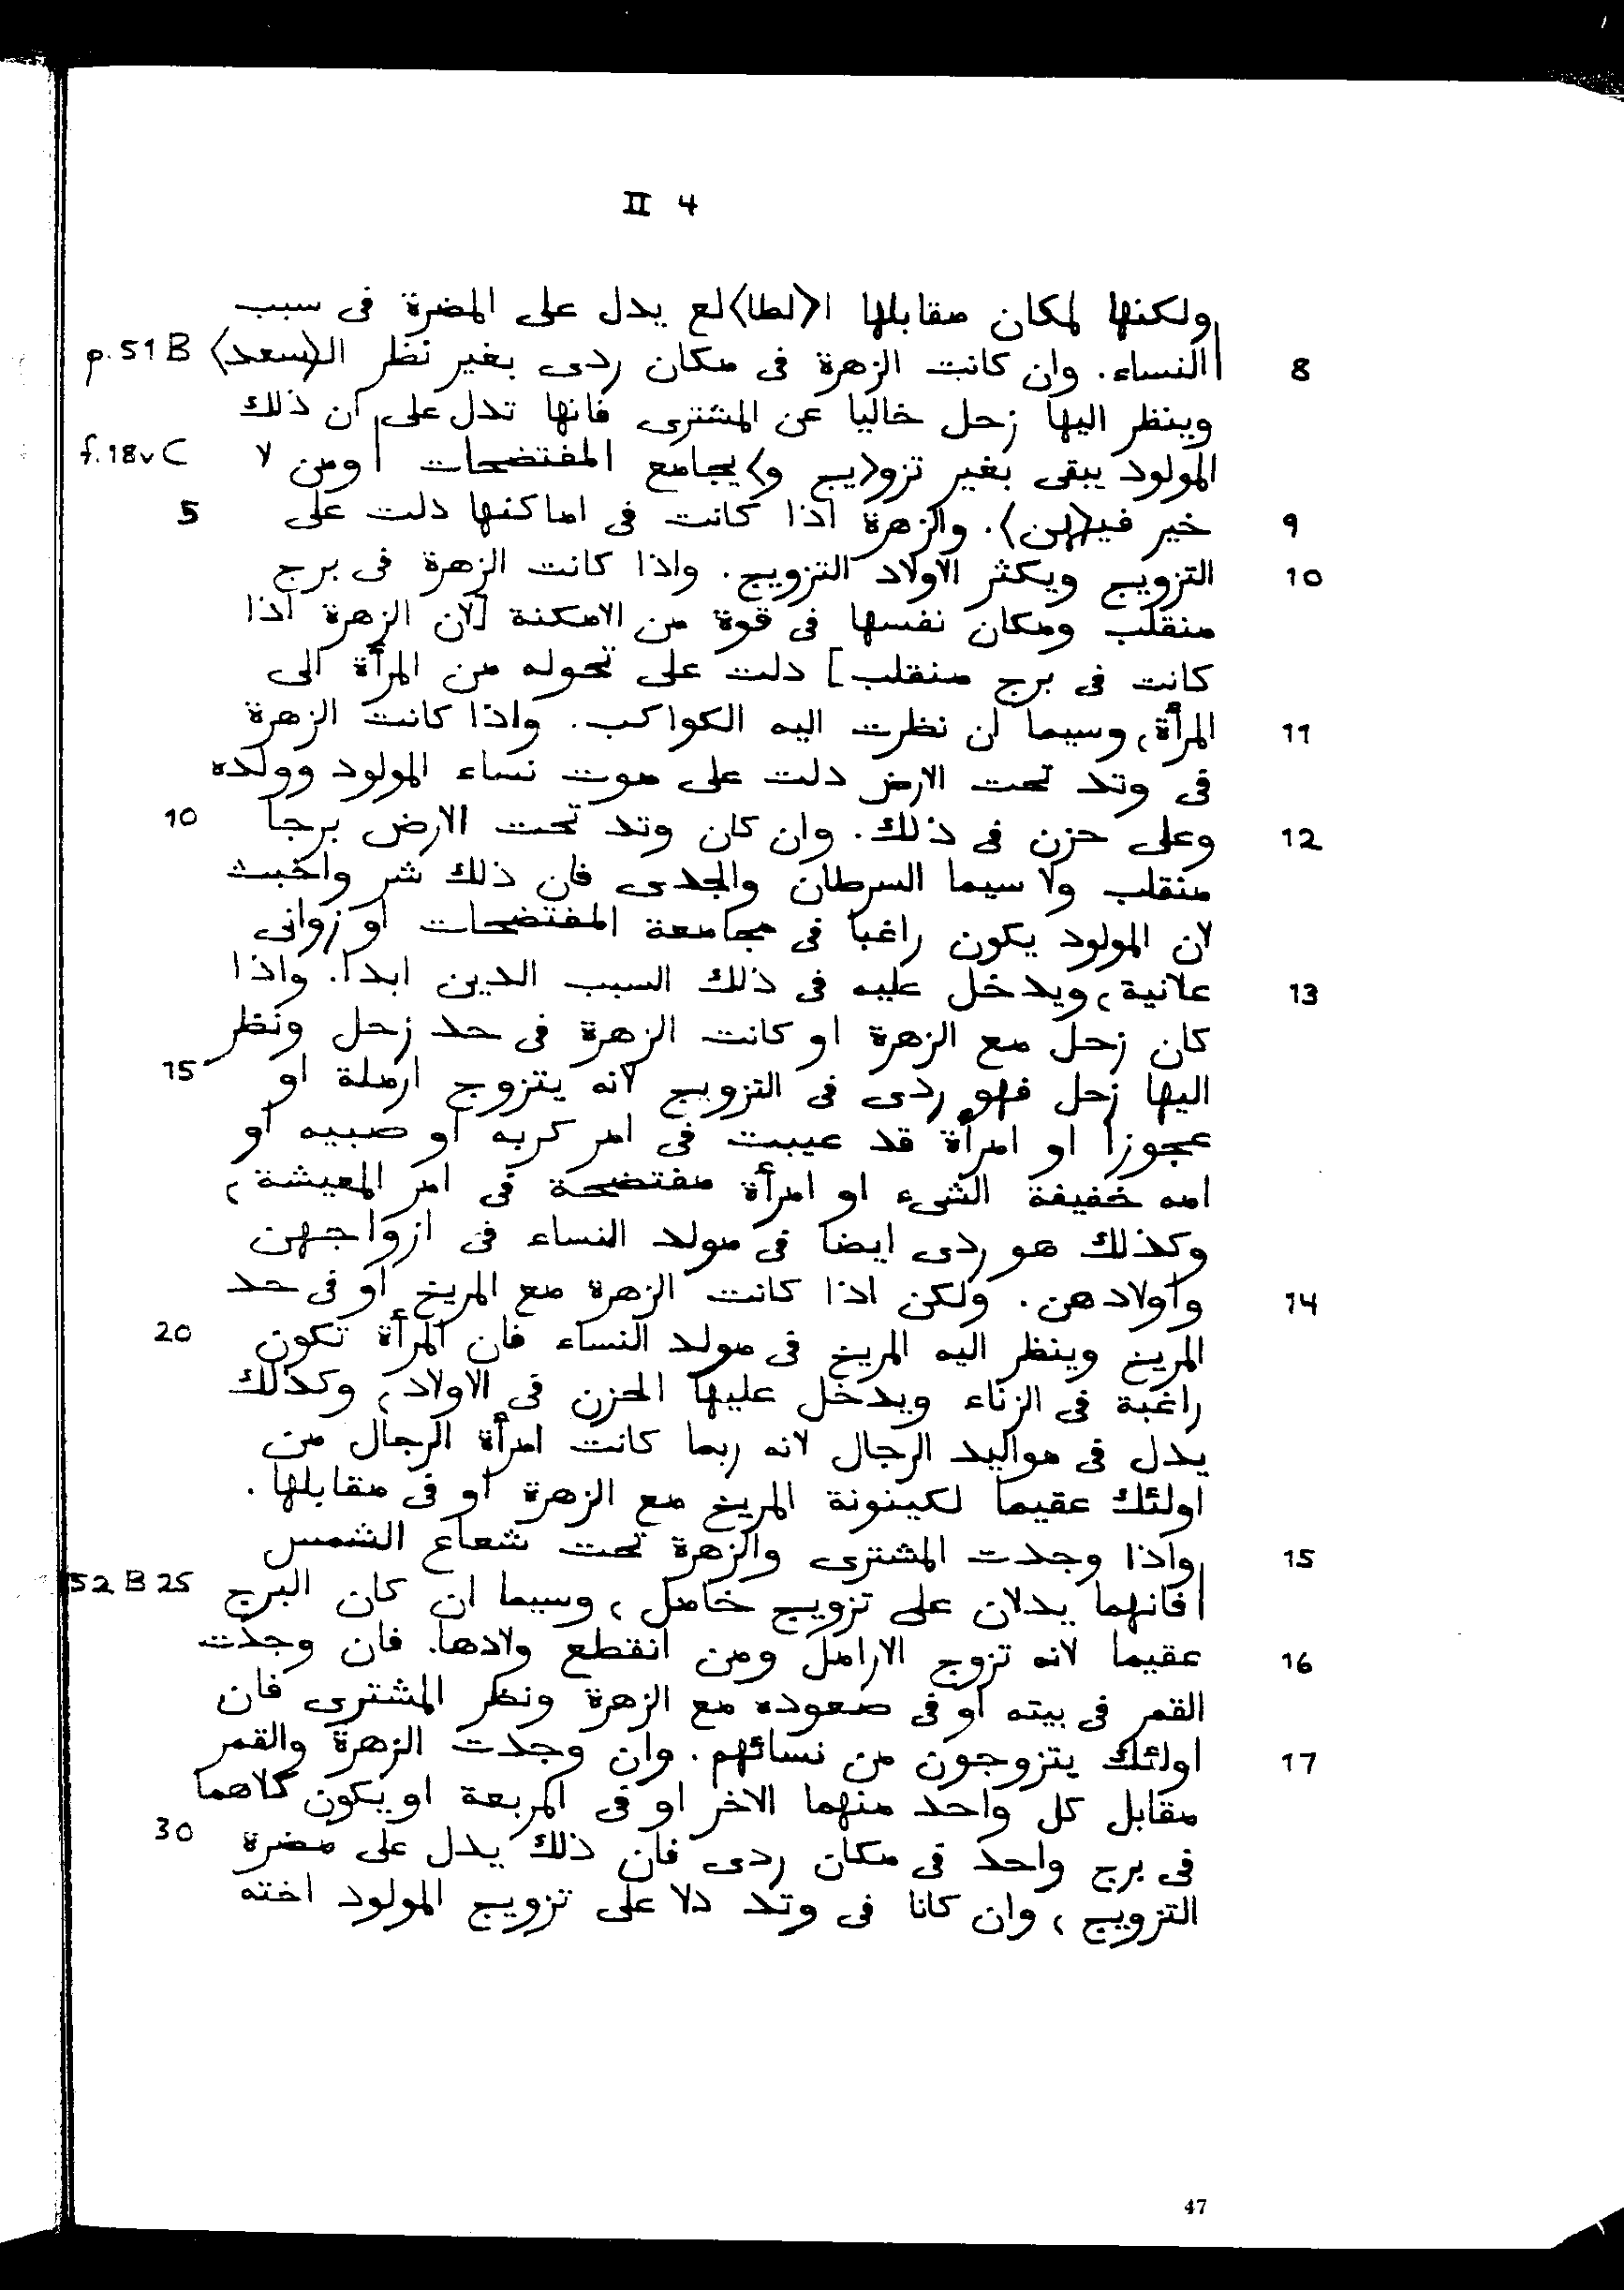 II 4
ولكنها لمكان مقابلها ا<لطا>لع يدل على المضرة فى سبب
8 |النساء. وان كانت الزهرة فى مكان ردى بغير نظر ال<سعد> p.51 B
وينظر اليها زحل خاليا عن المشترى فانها تدل على ان ذلك
المولود يبقى بغير تزو<يج و>يجامع المفتضحات | ومن لا f.18v C
9 خير في<هن>. والزهرة اذا كانت فى اماكنها دلت على 5
10 التزويج ويكثر الاولاد التزويج. واذا كانت الزهرة فى برج
منقلب ومكان نفسها فى قوة من الامكنة [لان الزهرة اذا
كانت فى برج منقلب] دلت على تحوله من المرأة الى
11 المرأة، وسيما ان نظرت اليه الكواكب. واذا كانت الزهرة
فى وتد تحت الارض دلت على موت نساء المولود وولده
12 وعلى حزن فى ذلك. وان كان وتد تحت الارض برجا 10
منقلب ولا سيما السرطان والجدى فان ذلك شر واخبث
لان المولود يكون راغبا فى مجامعة المفتضحات او زوانى
13 علانية، ويدخل عليه فى ذلك السبب الدين ابدا. واذا
كان زحل مع الزهرة او كانت الزهرة فى حد زحل ونظر
اليها زحل فهو ردى فى التزويج لانه يتزوج ارملة او 15
عجوزا او امرأة قد عيبت فى امر كربه او صبيه او
امه خفيفة الشىء او امرأة مفتضحة فى امر المعيشة،
وكذلك هو ردى ايضا فى مولد النساء فى ازواجهن
14 واولادهن. ولكن اذا كانت الزهرة مع المريخ او فى حد
المريخ وينظر اليه المريخ فى مولد النساء فان المرأة تكون 20
راغبة فى الزناء ويدخل عليها الحزن فى الاولاد، وكذلك
يدل فى مواليد الرجال لانه ربما كانت امرأة الرجال من
اولئك عقيما لكينونة المريخ مع الزهرة او فى مقابلها.
15 واذا وجدت المشترى والزهرة تحت شعاع الشمس
|فانهما يدلان على تزويج خامل، وسيما ان كان البرج 52 B 25
16 عقيما لانه تزوج الارامل ومن انقطع ولادها. فان وجدت
القمر فى بيته او فى صعوده مع الزهرة ونظر المشترى فان
17 اولئك يتزوجون من نسائهم. وان وجدت الزهرة والقمر
مقابل كل واحد منهما الاخر او فى المربعة او يكون كلاهما
فى برج واحد فى مكان ردى فان ذلك يدل على مضرة 30
التزويج، وان كانا فى وتد دلا على تزويج المولود اخته
47